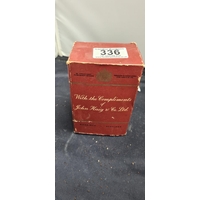 336
With the Compliments
of
John Haig & Co. Ltd.